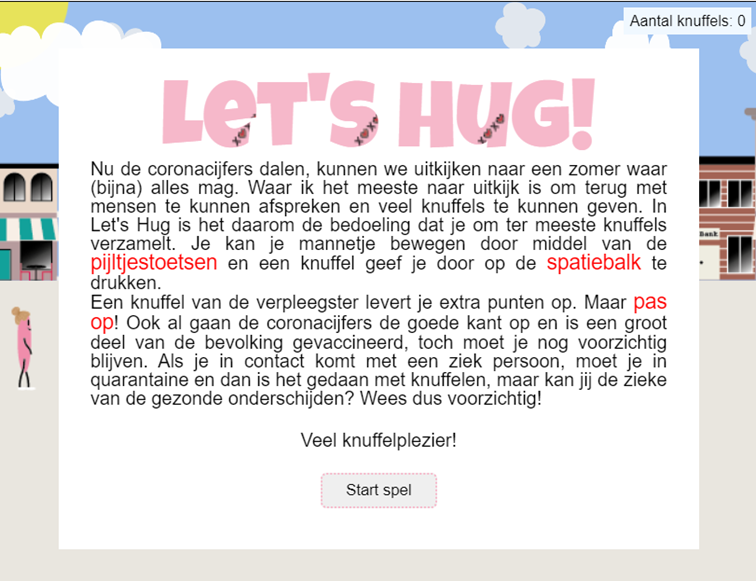 Aantal knuffels: 0
LET'S HUG!
Nu de coronacijfers dalen, kunnen we uitkijken naar een zomer waar
(bijna) alles mag. Waar ik het meeste naar uitkijk is om terug met
mensen te kunnen afspreken en veel knuffels te kunnen geven. In
Let's Hug is het daarom de bedoeling dat je om ter meeste knuffels
verzamelt. Je kan je mannetje bewegen door middel van de
pijltjestoetsen en een knuffel geef je door op de spatiebalk te
drukken.
Een knuffel van de verpleegster levert je extra punten op. Maar pas
op! Ook al gaan de coronacijfers de goede kant op en is een groot
deel van de bevolking gevaccineerd, toch moet je nog voorzichtig
blijven. Als je in contact komt met een ziek persoon, moet je in
quarantaine en dan is het gedaan met knuffelen, maar kan jij de zieke
van de gezonde onderschijden? Wees dus voorzichtig!
Bank
Veel knuffelplezier!
Start spel